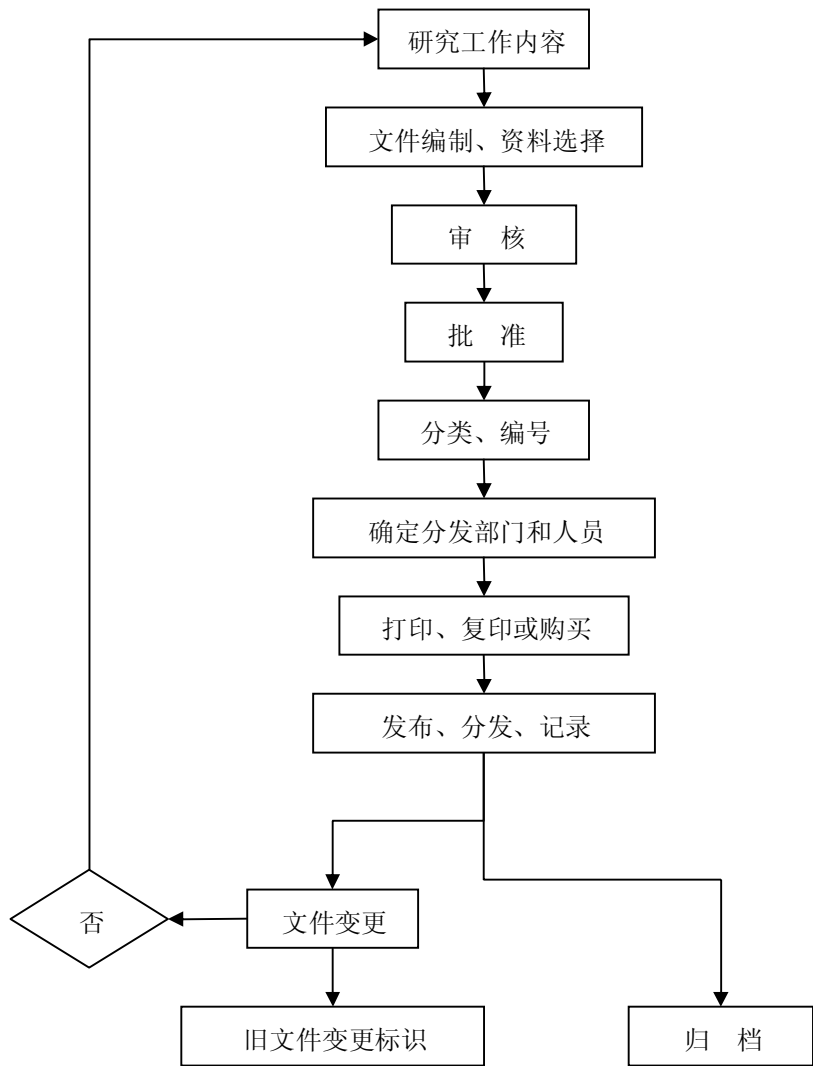 研究工作内容
文件编制、资料选择
审　核
批　准
分类、编号
确定分发部门和人员
打印、复印或购买
发布、分发、记录
否
文件变更
旧文件变更标识
归　档